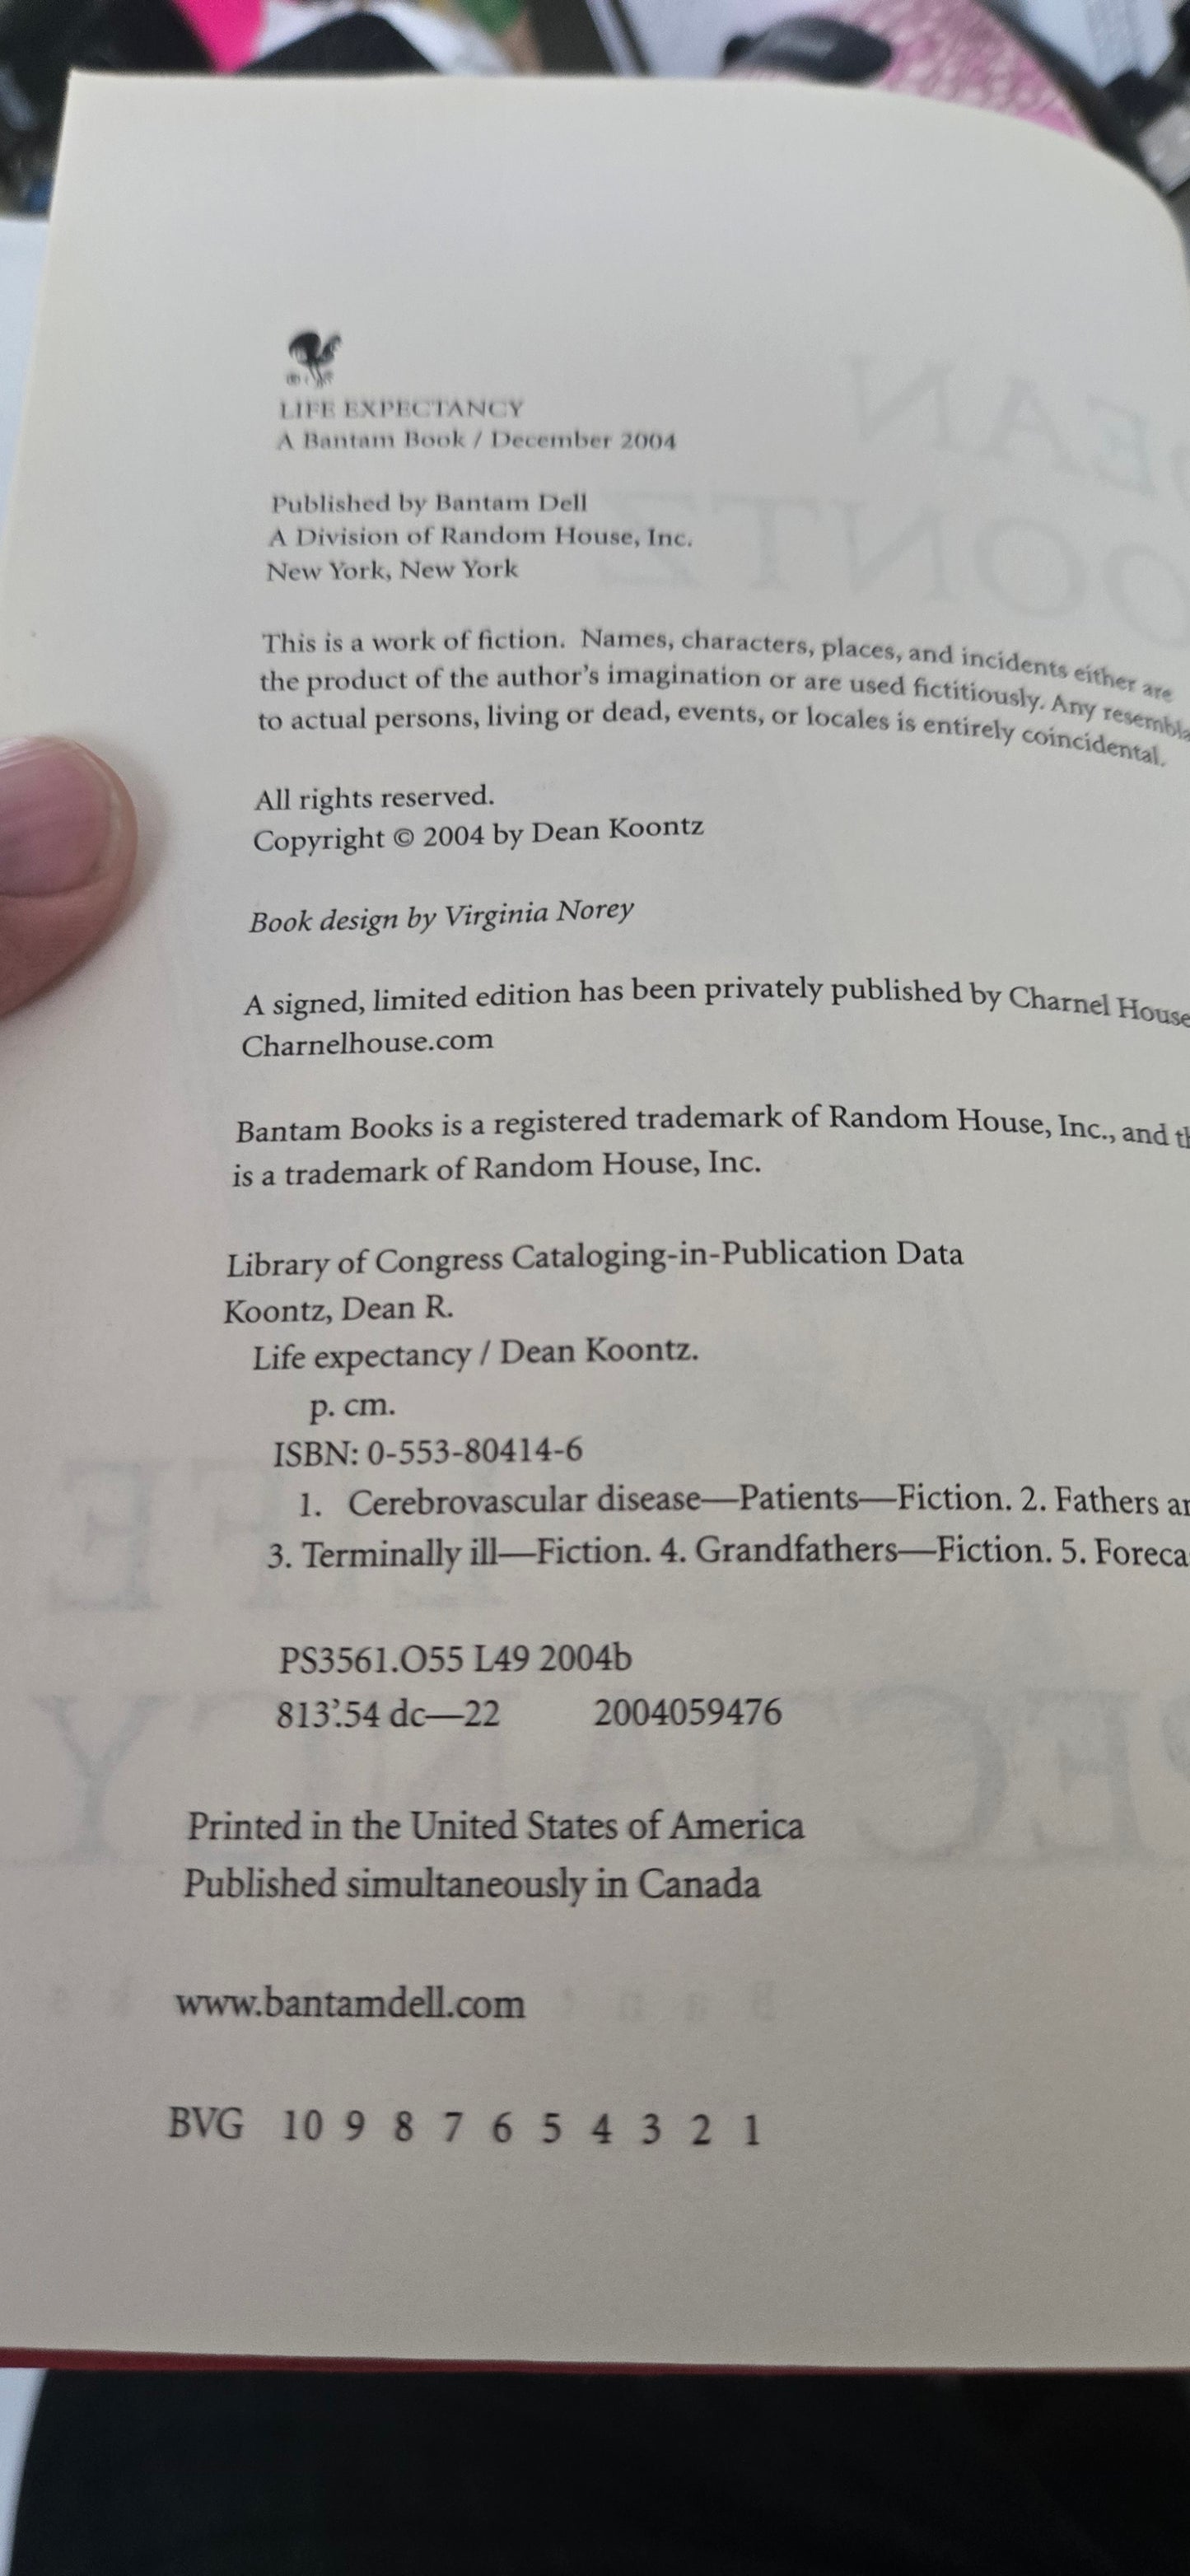 LIFE EXPECTANCY
A Bantam Book / December 2004
Published by Bantam Dell
A Division of Random House, Inc.
New York, New York
This is a work of fiction. Names, characters, places, and incidents either are
the product of the author's imagination or are used fictitiously. Any
to actual persons, living or dead, events, or locales is entirely coincidental.
All rights reserved.
Copyright © 2004 by Dean Koontz
Book design by Virginia Norey
A signed, limited edition has been privately published by Charnel House
Charnelhouse.com
Bantam Books is a registered trademark of Random House, Inc., and
is a trademark of Random House, Inc.
Library of Congress Cataloging-in-Publication Data
Koontz, Dean R.
Life expectancy / Dean Koontz.
p. cm.
ISBN: 0-553-80414-6
1. Cerebrovascular disease—Patients—Fiction. 2. Fathers
3. Terminally ill—Fiction. 4. Grandfathers—Fiction. 5.
PS3561.O55 L49 2004b
813'.54 dc—22 2004059476
Printed in the United States of America
Published simultaneously in Canada
www.bantamdell.com
BVG 10 9 8 7 6 5 4 3 2 1